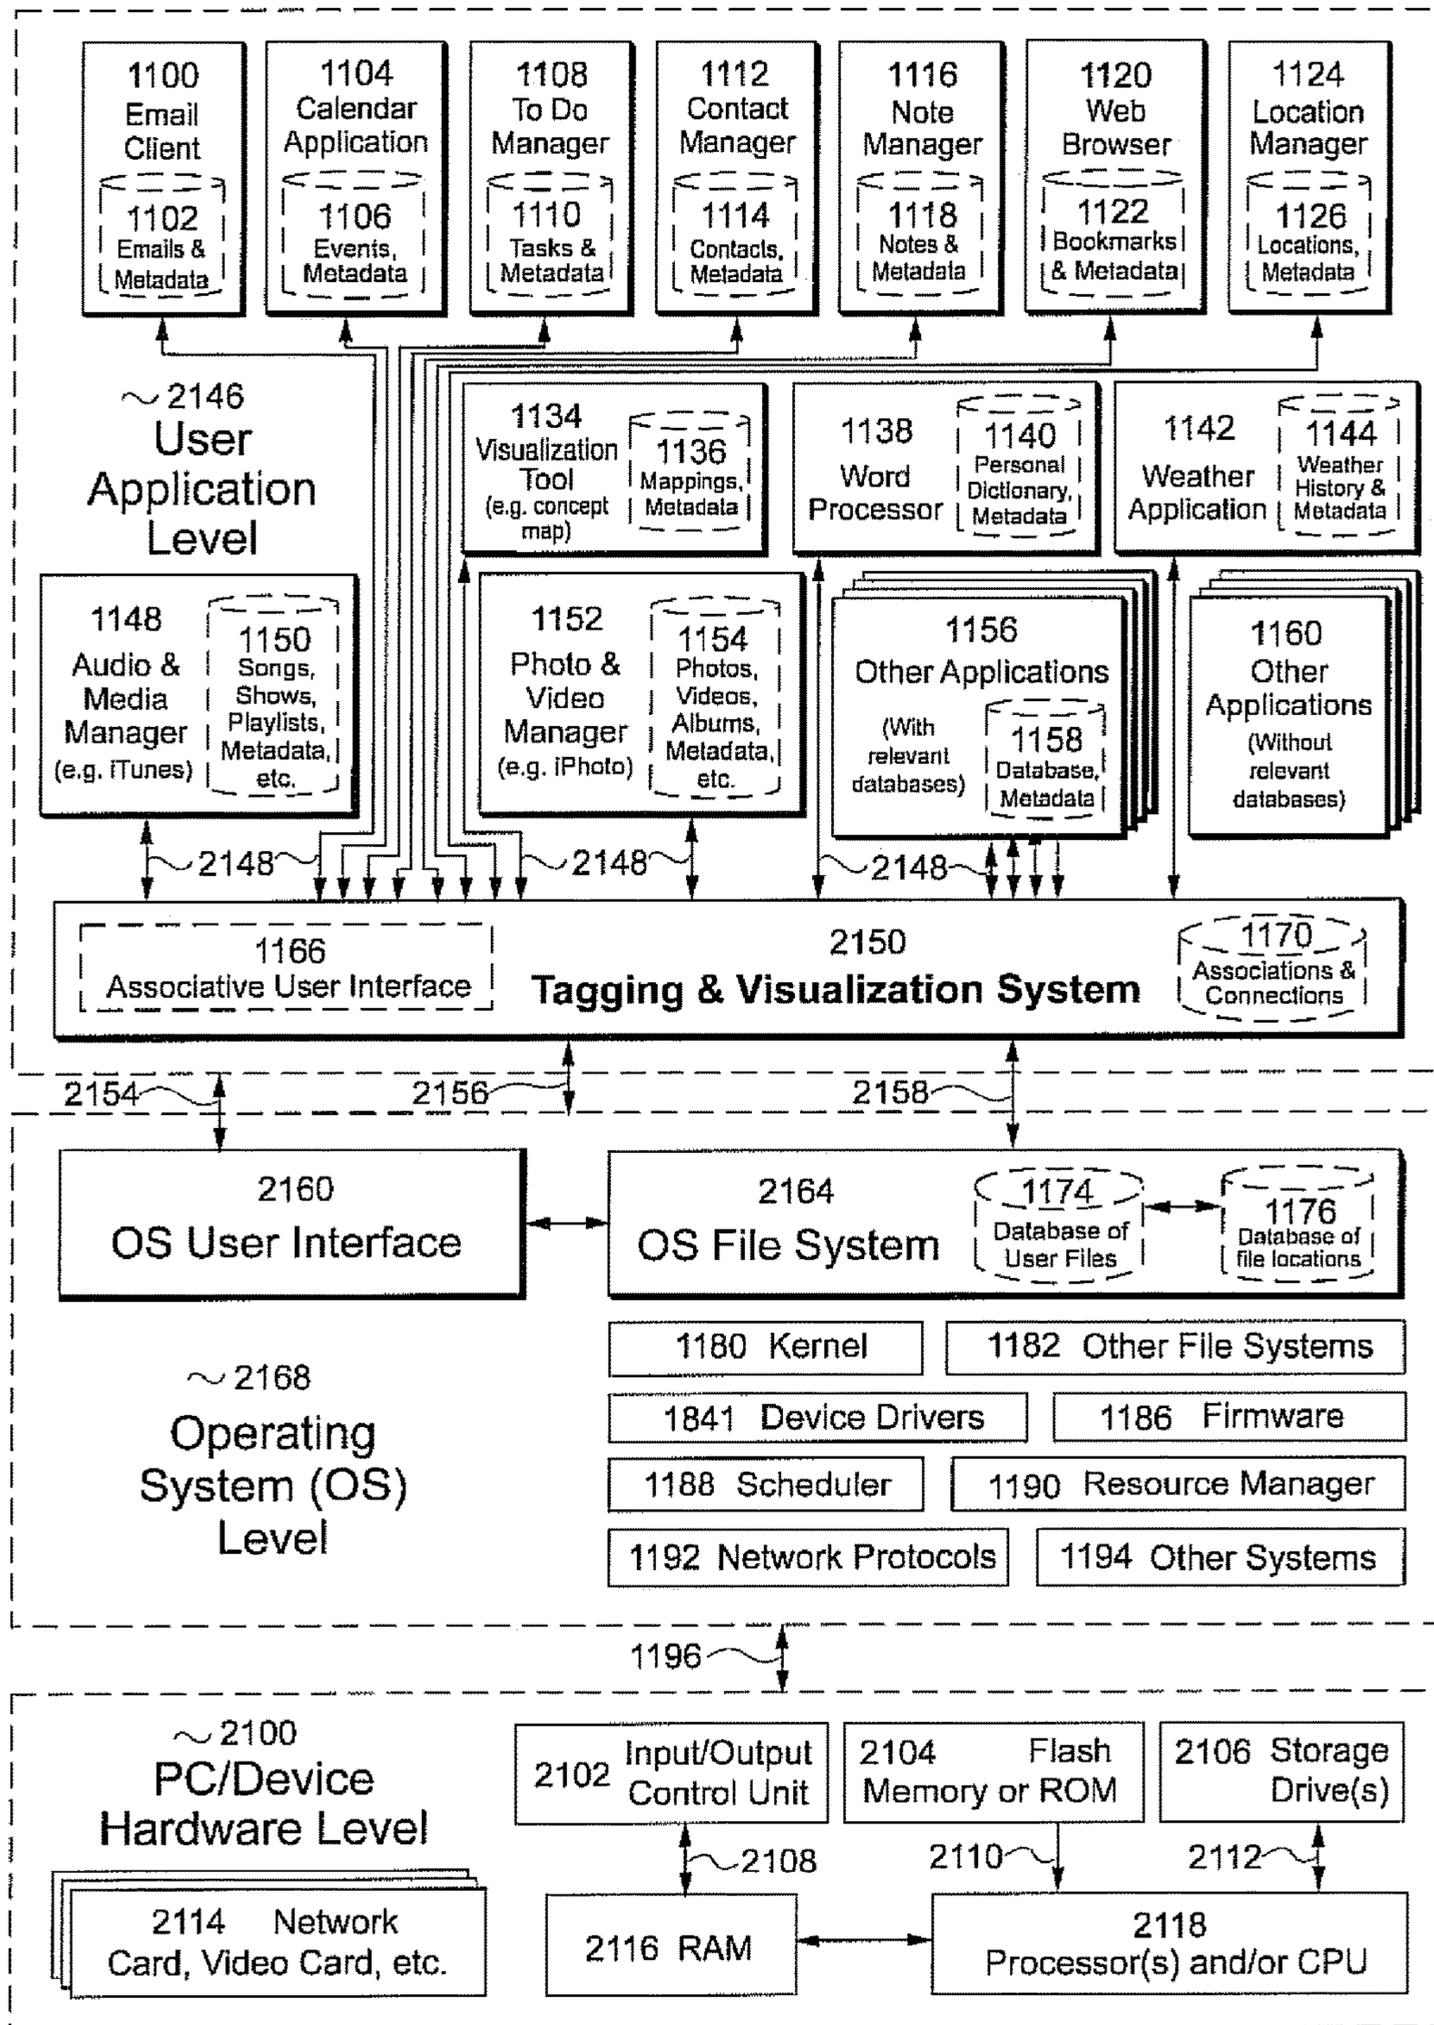 1100
Email
Client
1102
Emails &
Metadata
1104
Calendar
Application
1106
Events,
Metadata
1108
To Do
Manager
1110
Tasks &
Metadata
1112
Contact
Manager
1114
Contacts,
Metadata
1116
Note
Manager
1118
Notes &
Metadata
1120
Web
Browser
1122
Bookmarks
& Metadata
1124
Location
Manager
1126
Locations,
Metadata
2146
User
Application
Level
1134
Visualization
Tool
(e.g. concept
map)
1136
Mappings,
Metadata
1138
Word
Processor
1140
Personal
Dictionary,
Metadata
1142
Weather
Application
1144
Weather
History &
Metadata
1148
Audio &
Media
Manager
(e.g. iTunes)
1150
Songs,
Shows,
Playlists,
Metadata,
etc.
1152
Photo &
Video
Manager
(e.g. iPhoto)
1154
Photos,
Videos,
Albums,
Metadata,
etc.
1156
Other Applications
(With
relevant
databases)
1158
Database,
Metadata
1160
Other
Applications
(Without
relevant
databases)
2148
2148
2148
1166
Associative User Interface
2150
Tagging & Visualization System
1170
Associations &
Connections
2154
2156
2158
2160
OS User Interface
2164
OS File System
1174
Database of
User Files
1176
Database of
file locations
2168
Operating
System (OS)
Level
1180 Kernel
1182 Other File Systems
1841 Device Drivers
1186 Firmware
1188 Scheduler
1190 Resource Manager
1192 Network Protocols
1194 Other Systems
1196
2100
PC/Device
Hardware Level
2102 Input/Output
Control Unit
2104 Flash
Memory or ROM
2106 Storage
Drive(s)
2108
2110
2112
2114 Network
Card, Video Card, etc.
2116 RAM
2118
Processor(s) and/or CPU